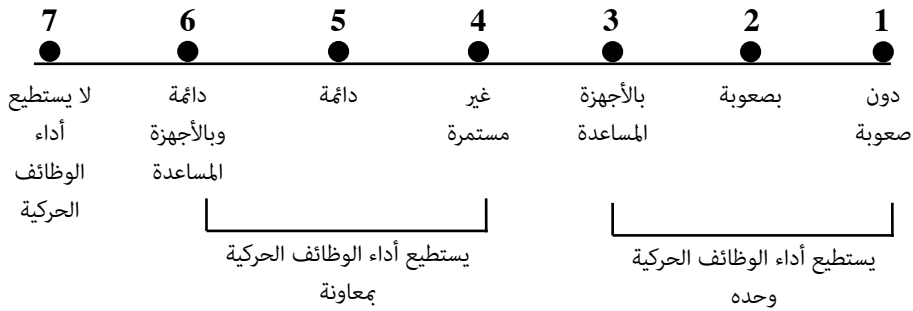 7 6 5 4 3 2 1
دون
صعوبة
بصعوبة
بالأجهزة
المساعدة
غير
مستمرة
دائمة
دائمة
وبالأجهزة
المساعدة
لا يستطيع
أداء
الوظائف
الحركية
يستطيع أداء الوظائف الحركية
وحده
يستطيع أداء الوظائف الحركية
بمعاونة